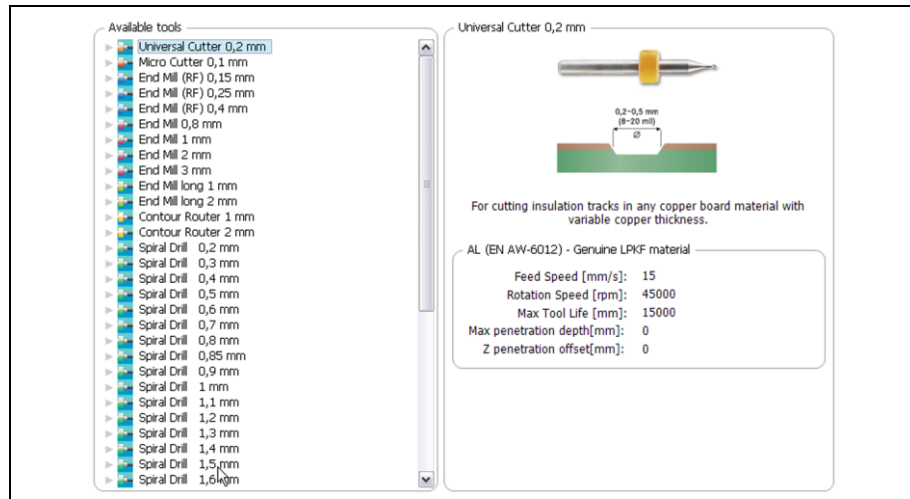 Available tools
Universal Cutter 0,2 mm
Micro Cutter 0,1 mm
End Mill (RF) 0,15 mm
End Mill (RF) 0,25 mm
End Mill (RF) 0,4 mm
End Mill 0,8 mm
End Mill 1 mm
End Mill 2 mm
End Mill 3 mm
End Mill long 1 mm
End Mill long 2 mm
Contour Router 1 mm
Contour Router 2 mm
Spiral Drill 0,2 mm
Spiral Drill 0,3 mm
Spiral Drill 0,4 mm
Spiral Drill 0,5 mm
Spiral Drill 0,6 mm
Spiral Drill 0,7 mm
Spiral Drill 0,8 mm
Spiral Drill 0,85 mm
Spiral Drill 0,9 mm
Spiral Drill 1 mm
Spiral Drill 1,1 mm
Spiral Drill 1,2 mm
Spiral Drill 1,3 mm
Spiral Drill 1,4 mm
Spiral Drill 1,5 mm
Spiral Drill 1,6 mm
Universal Cutter 0,2 mm
0,2–0,5 mm
(8–20 mil)
Ø
For cutting insulation tracks in any copper board material with
variable copper thickness.
AL (EN AW-6012) - Genuine LPKF material
Feed Speed [mm/s]: 15
Rotation Speed [rpm]: 45000
Max Tool Life [mm]: 15000
Max penetration depth[mm]: 0
Z penetration offset[mm]: 0